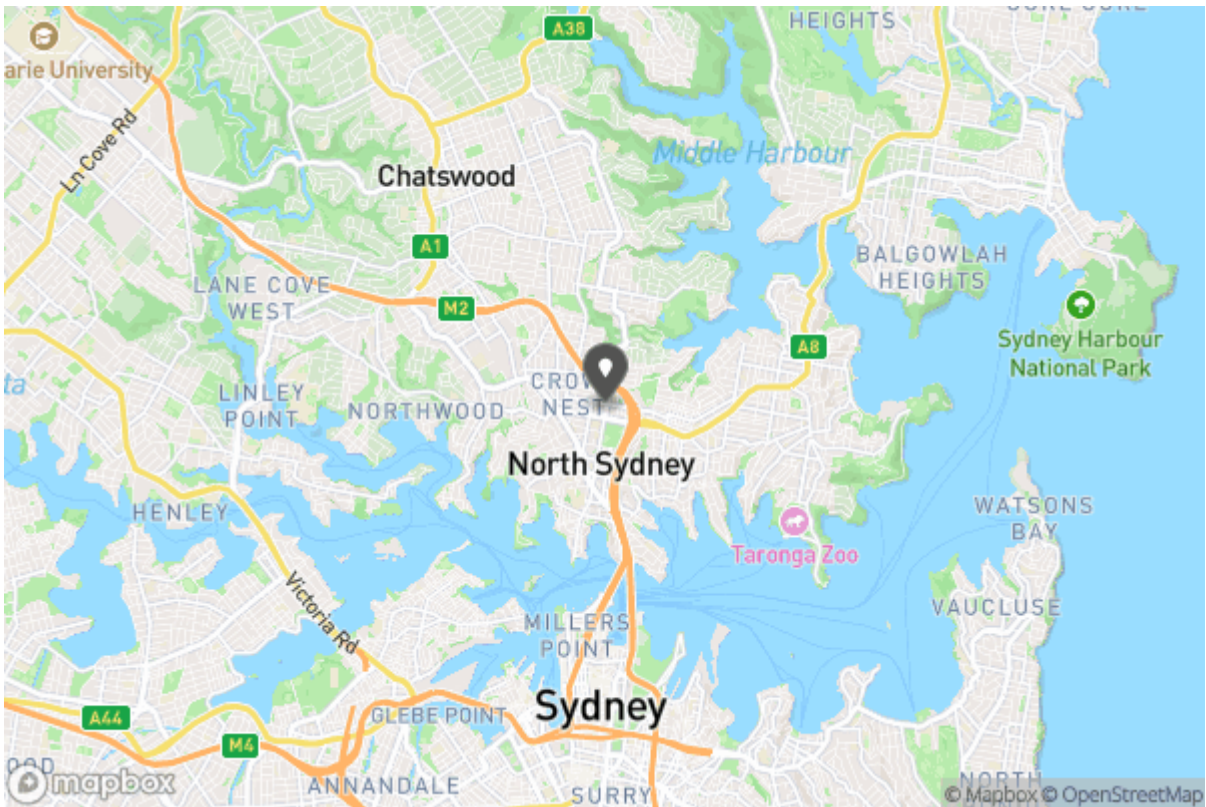 HEIGHTS
A38
arie University
Ln Cove Rd
Middle Harbour
Chatswood
A1
BALGOWLAH
HEIGHTS
LANE COVE
WEST
M2
Sydney Harbour
National Park
A8
CROW
NEST
LINLEY
POINT
NORTHWOOD
North Sydney
HENLEY
WATSONS
BAY
Taronga Zoo
Victoria Rd
VAUCLUSE
MILLERS
POINT
Sydney
A44
GLEBE POINT
M4
OOD
mapbox
ANNANDALE
SURRY
NORTH
© Mapbox © OpenStreetMap